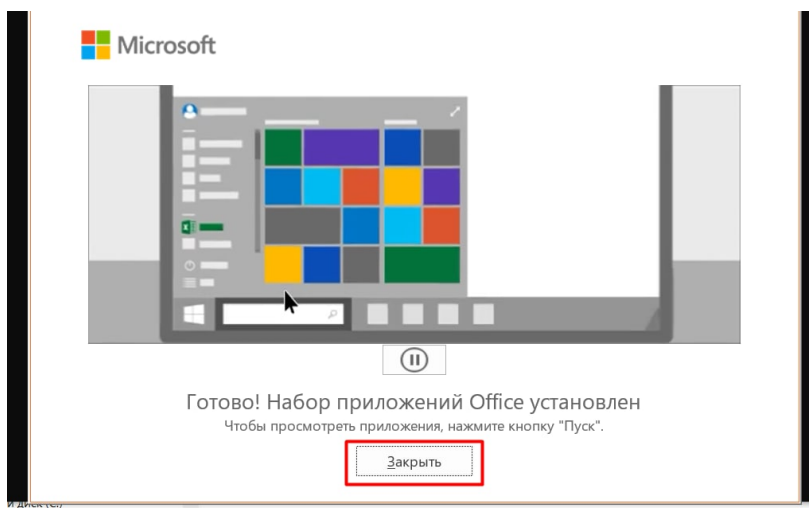 Microsoft
Готово! Набор приложений Office установлен
Чтобы просмотреть приложения, нажмите кнопку "Пуск".
Закрыть